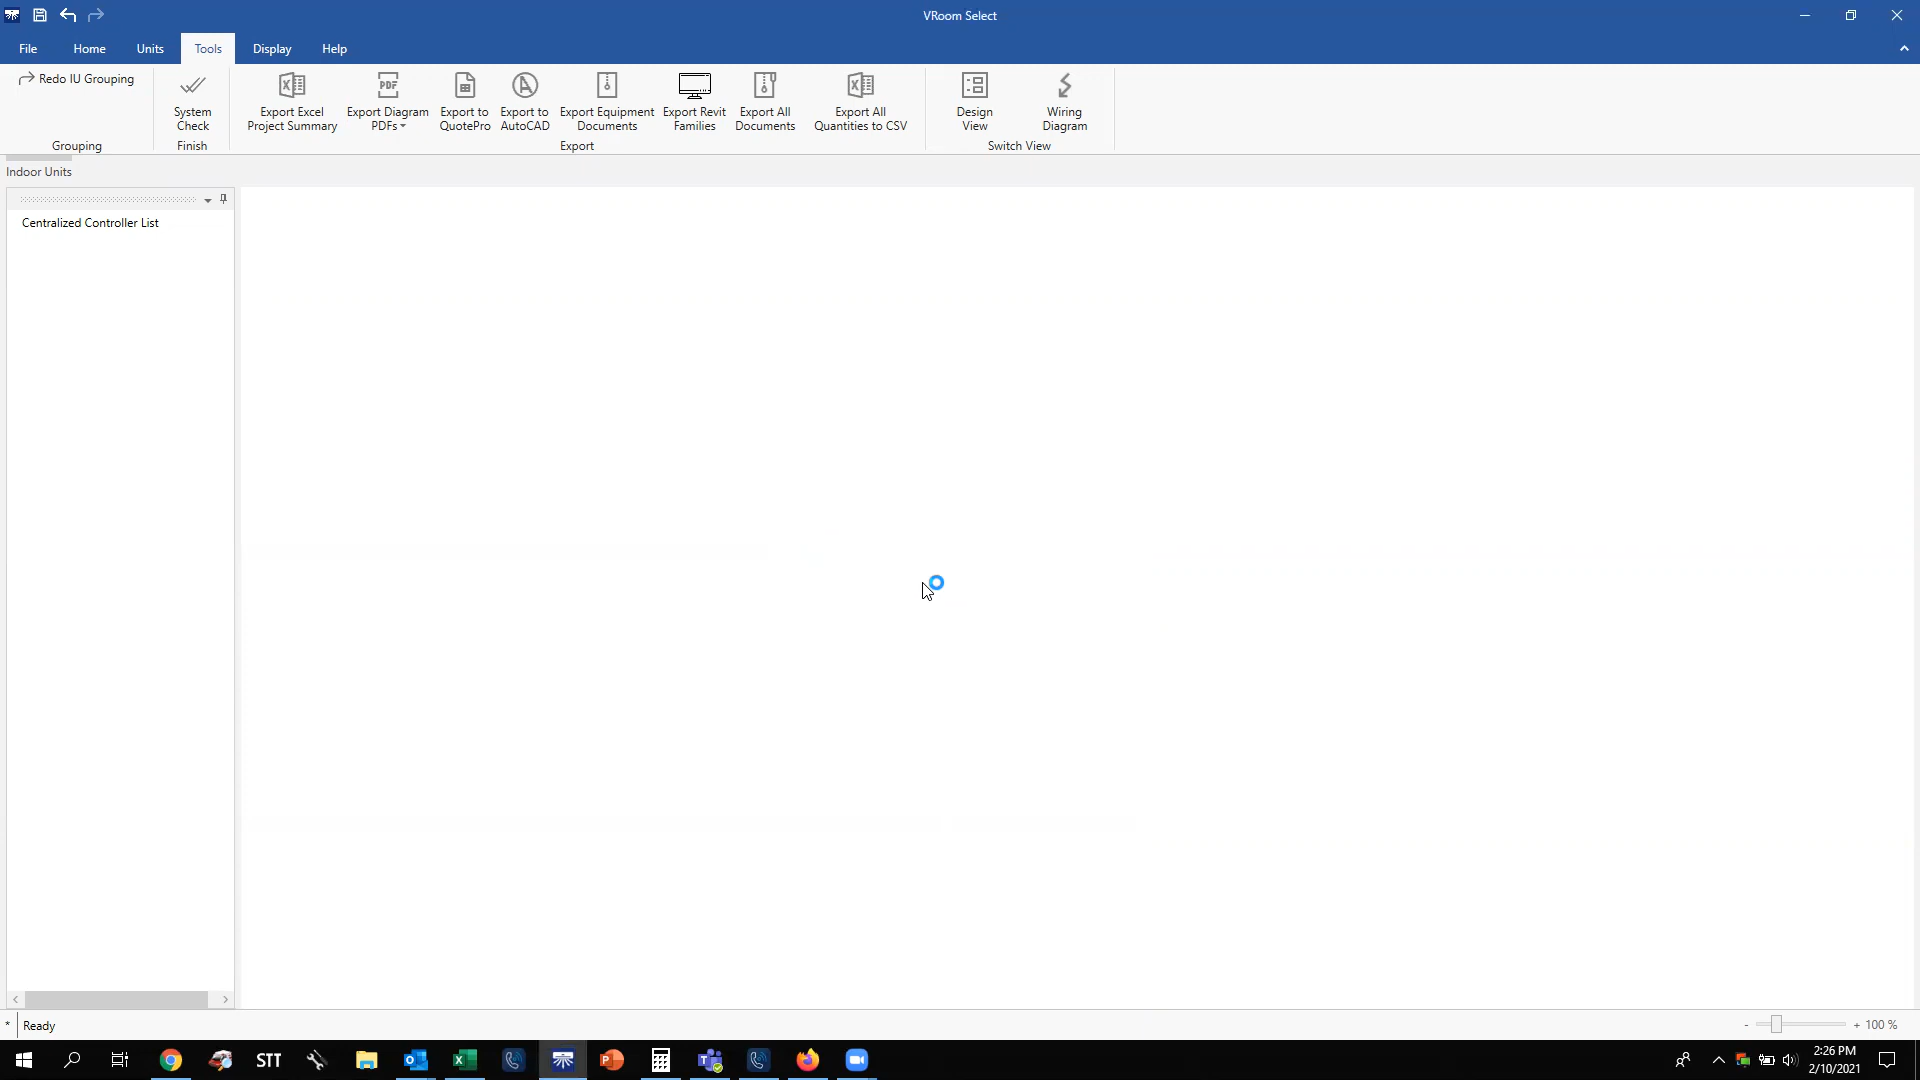 VRoom Select
File Home Units Tools Display Help
Redo IU Grouping
Grouping
System
Check
Finish
Export Excel
Project Summary
Export Diagram
PDFs
Export to
QuotePro
Export to
AutoCAD
Export Equipment
Documents
Export Revit
Families
Export All
Documents
Export All
Quantities to CSV
Export
Design
View
Wiring
Diagram
Switch View
PDF
Indoor Units
Centralized Controller List
* Ready
- + 100 %
STT
2:26 PM
2/10/2021